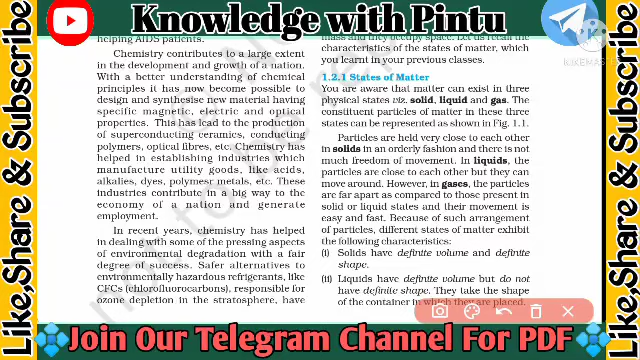 Knowledge with Pintu
Like,Share & Subscribe
helping AIDS patients.
Chemistry contributes to a large extent
in the development and growth of a nation.
With a better understanding of chemical
principles it has now become possible to
design and synthesise new material having
specific magnetic, electric and optical
properties. This has lead to the production
of superconducting ceramics, conducting
polymers, optical fibres, etc. Chemistry has
helped in establishing industries which
manufacture utility goods, like acids,
alkalies, dyes, polymers metals, etc. These
industries contribute in a big way to the
economy of a nation and generate
employment.
In recent years, chemistry has helped
in dealing with some of the pressing aspects
of environmental degradation with a fair
degree of success. Safer alternatives to
environmentally hazardous refrigerants, like
CFCs (chlorofluorocarbons), responsible for
ozone depletion in the stratosphere, have
mass and they occupy space. Let us recall the
characteristics of the states of matter, which
you learnt in your previous classes.
1.2.1 States of Matter
You are aware that matter can exist in three
physical states viz. solid, liquid and gas. The
constituent particles of matter in these three
states can be represented as shown in Fig. 1.1.
Particles are held very close to each other
in solids in an orderly fashion and there is
not much freedom of movement. In liquids,
the particles are close to each other but they can
move around. However, in gases, the particles
are far apart as compared to those present in
solid or liquid states and their movement is
easy and fast. Because of such arrangement
of particles, different states of matter exhibit
the following characteristics:
(i) Solids have definite volume and definite
shape.
(ii) Liquids have definite volume but do not
have definite shape. They take the shape
of the container in which they are placed.
Like,Share & Subscribe
Join Our Telegram Channel For PDF